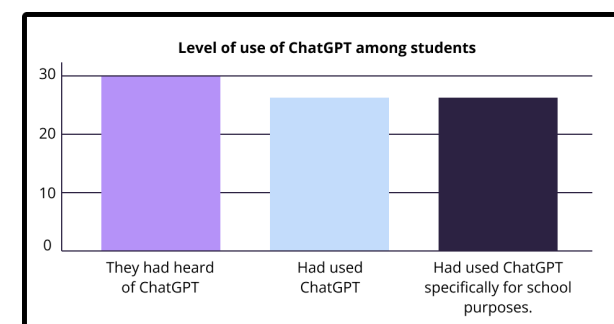 Level of use of ChatGPT among students
30
20
10
0
They had heard
of ChatGPT
Had used
ChatGPT
Had used ChatGPT
specifically for school
purposes.